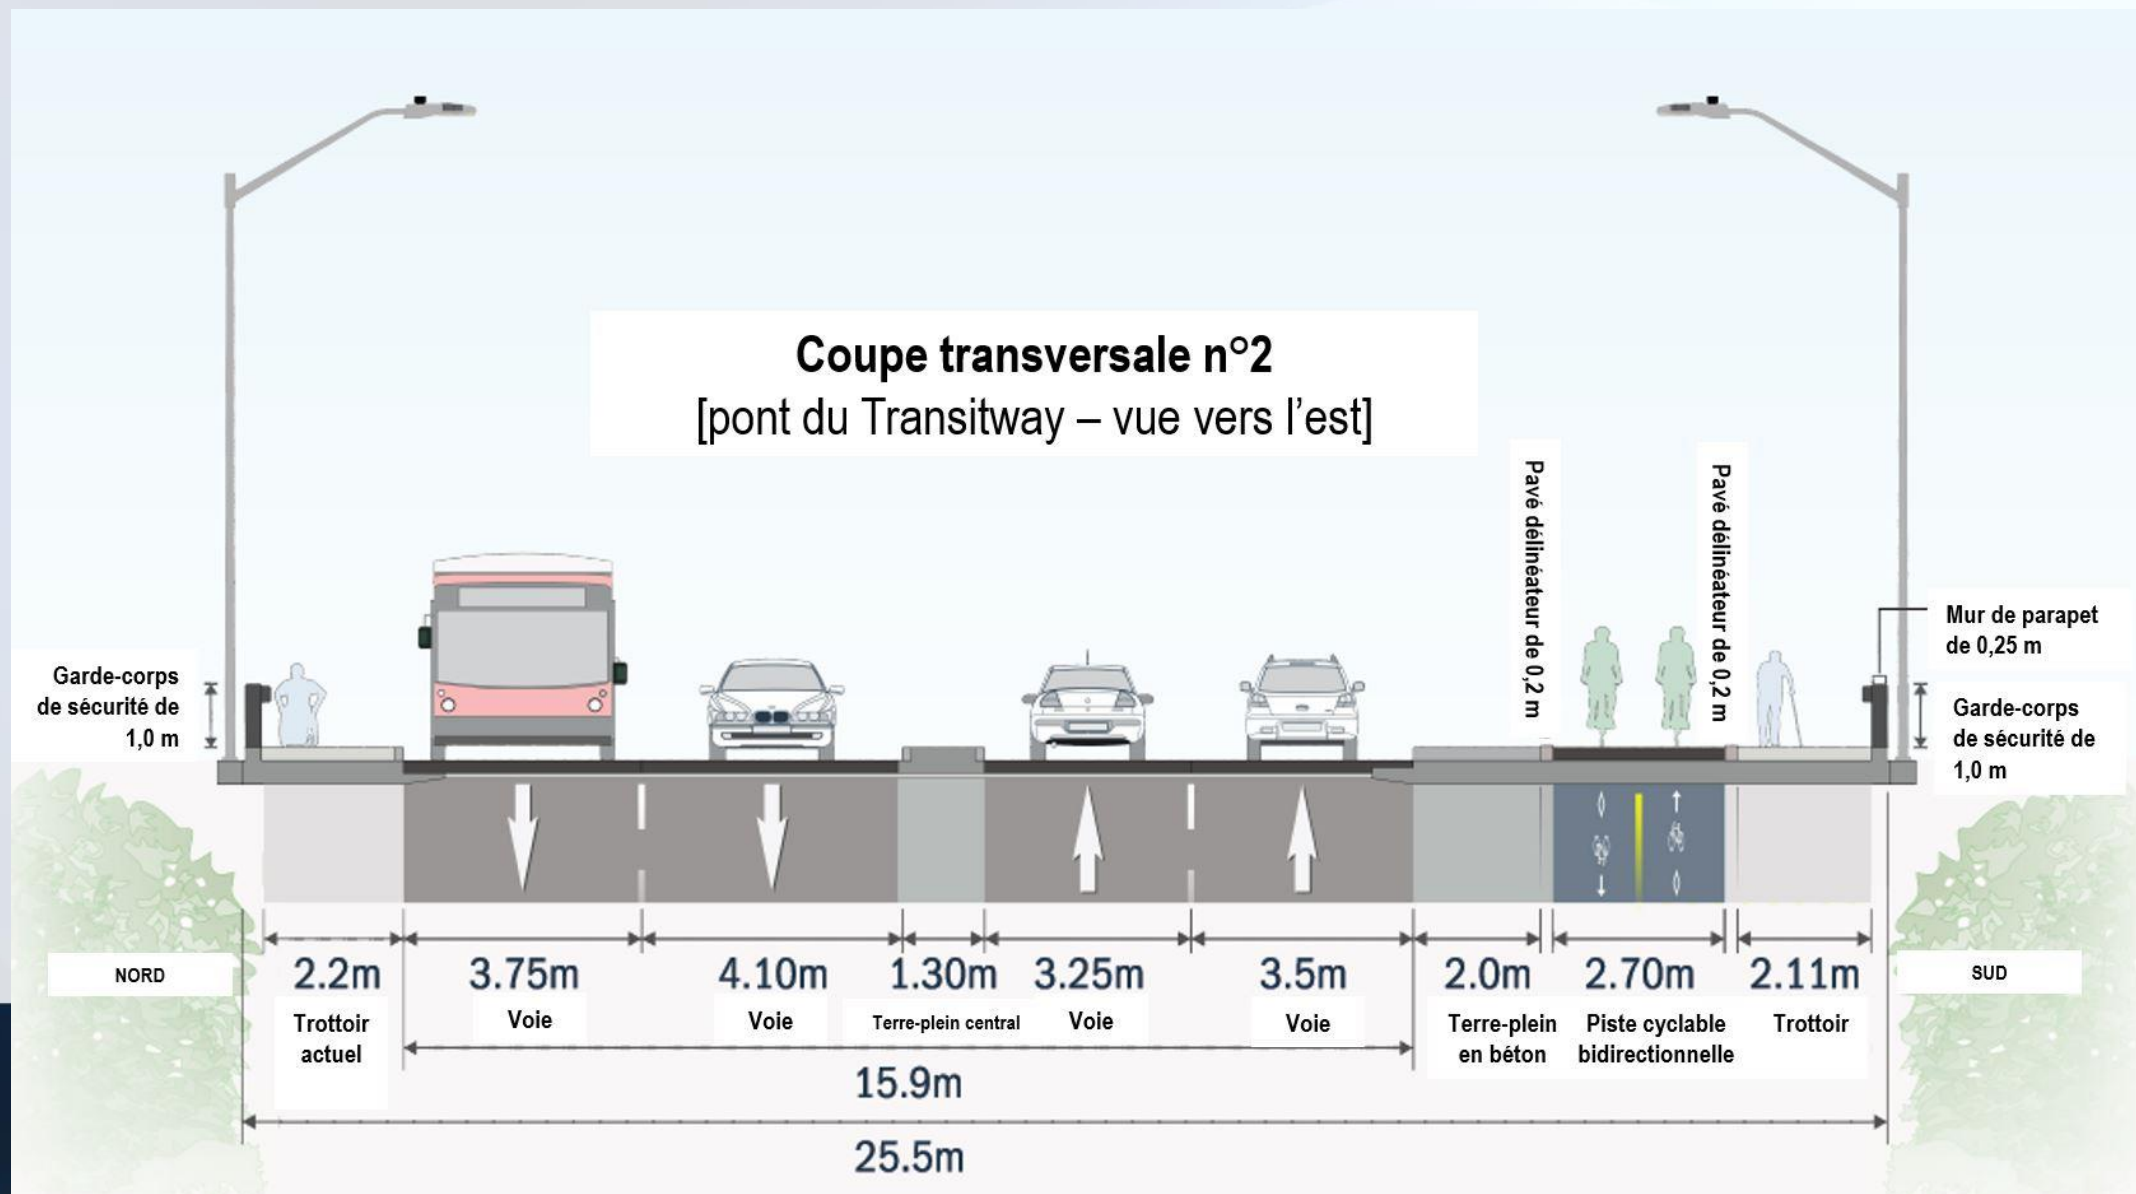 Coupe transversale n°2
[pont du Transitway – vue vers l'est]
Pavé délinéateur de 0,2 m
Pavé délinéateur de 0,2 m
Mur de parapet
de 0,25 m
Garde-corps
de sécurité de
1,0 m
Garde-corps
de sécurité de
1,0 m
NORD
SUD
2.2m
3.75m
4.10m
1.30m
3.25m
3.5m
2.0m
2.70m
2.11m
Trottoir
actuel
Voie
Voie
Terre-plein central
Voie
Voie
Terre-plein
en béton
Piste cyclable
bidirectionnelle
Trottoir
15.9m
25.5m